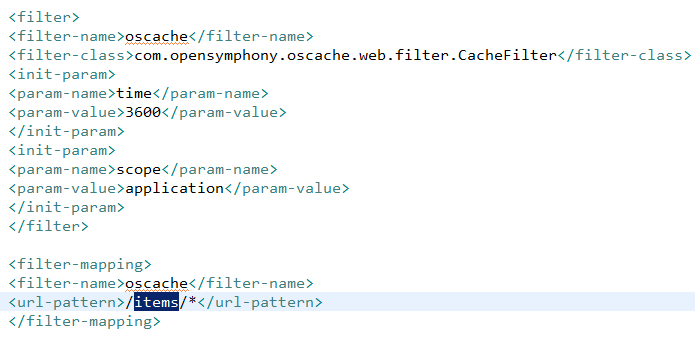 <filter>
<filter-name>oscache</filter-name>
<filter-class>com.opensymphony.oscache.web.filter.CacheFilter</filter-class>
<init-param>
<param-name>time</param-name>
<param-value>3600</param-value>
</init-param>
<init-param>
<param-name>scope</param-name>
<param-value>application</param-value>
</init-param>
</filter>

<filter-mapping>
<filter-name>oscache</filter-name>
<url-pattern>/items/*</url-pattern>
</filter-mapping>